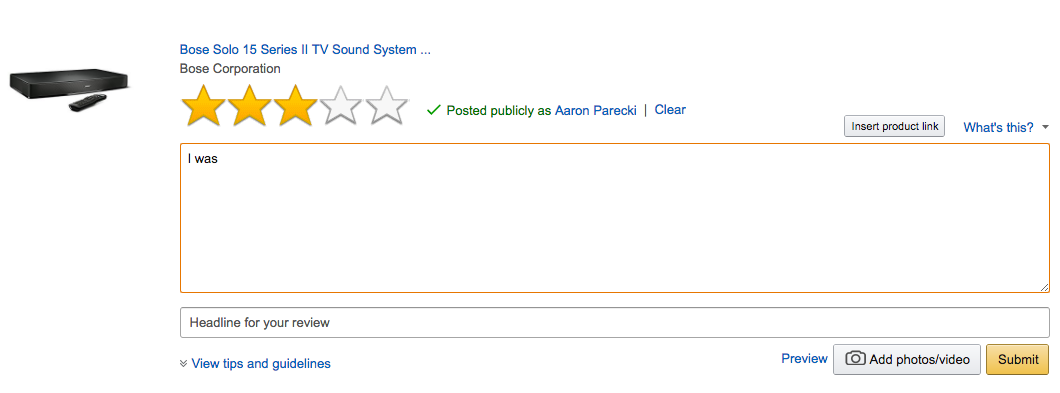 Bose Solo 15 Series II TV Sound System ...
Bose Corporation
Posted publicly as Aaron Parecki | Clear
Insert product link What's this?
I was
Headline for your review
View tips and guidelines
Preview Add photos/video Submit